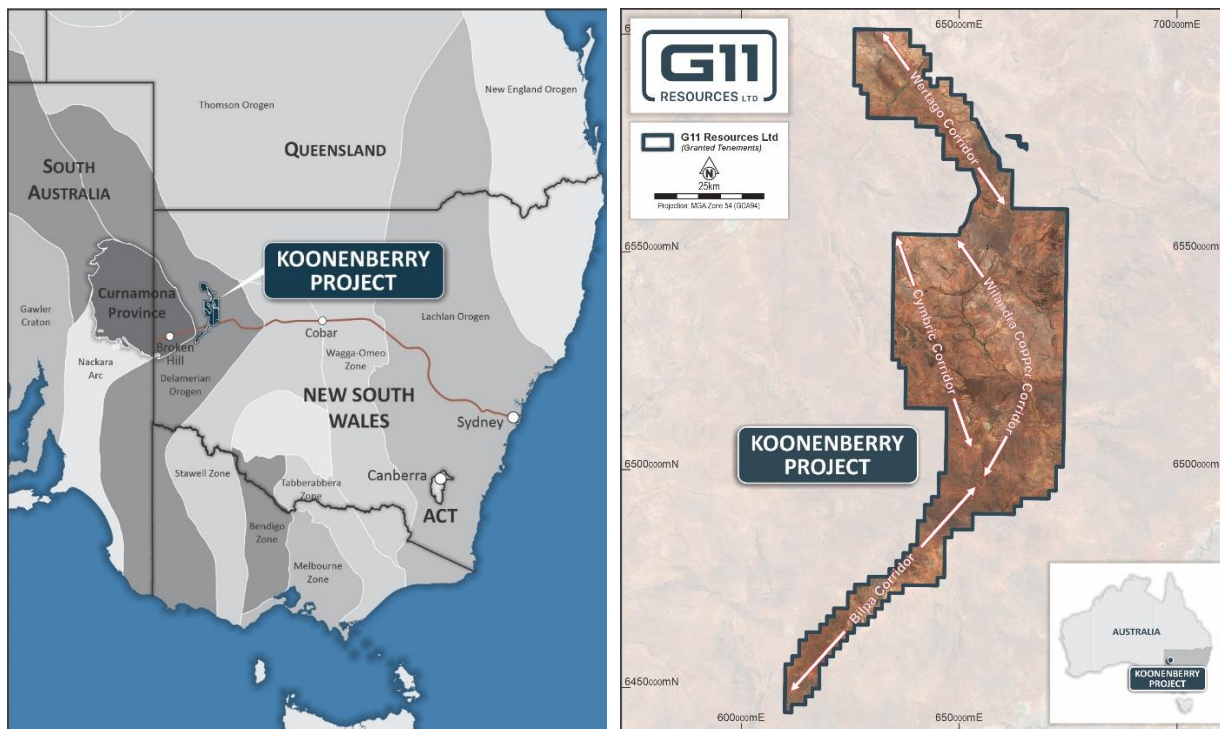 Thomson Orogen
New England Orogen
QUEENSLAND
SOUTH
AUSTRALIA
KOONENBERRY
PROJECT
Curnamona
Province
Gawler
Craton
Broken
Hill
Cobar
Lachlan Orogen
Wagga-Omeo
Zone
Nackara
Arc
Delamerian
Orogen
NEW SOUTH
WALES
Sydney
Stawell Zone
Tabberabbera
Zone
Canberra
ACT
Bendigo
Zone
Melbourne
Zone
650000mE
700000mE
G11
RESOURCES LTD
G11 Resources Ltd
(Granted Tenements)
N
25km
Projection: MGA Zone 54 (GDA94)
Wertago Corridor
6550000mN
6550
Cymbric Corridor
Wilandra Copper Corridor
KOONENBERRY
PROJECT
6500000mN
6500
Bilpa Corridor
6450000mN
600000mE
650000mE
AUSTRALIA
KOONENBERRY
PROJECT